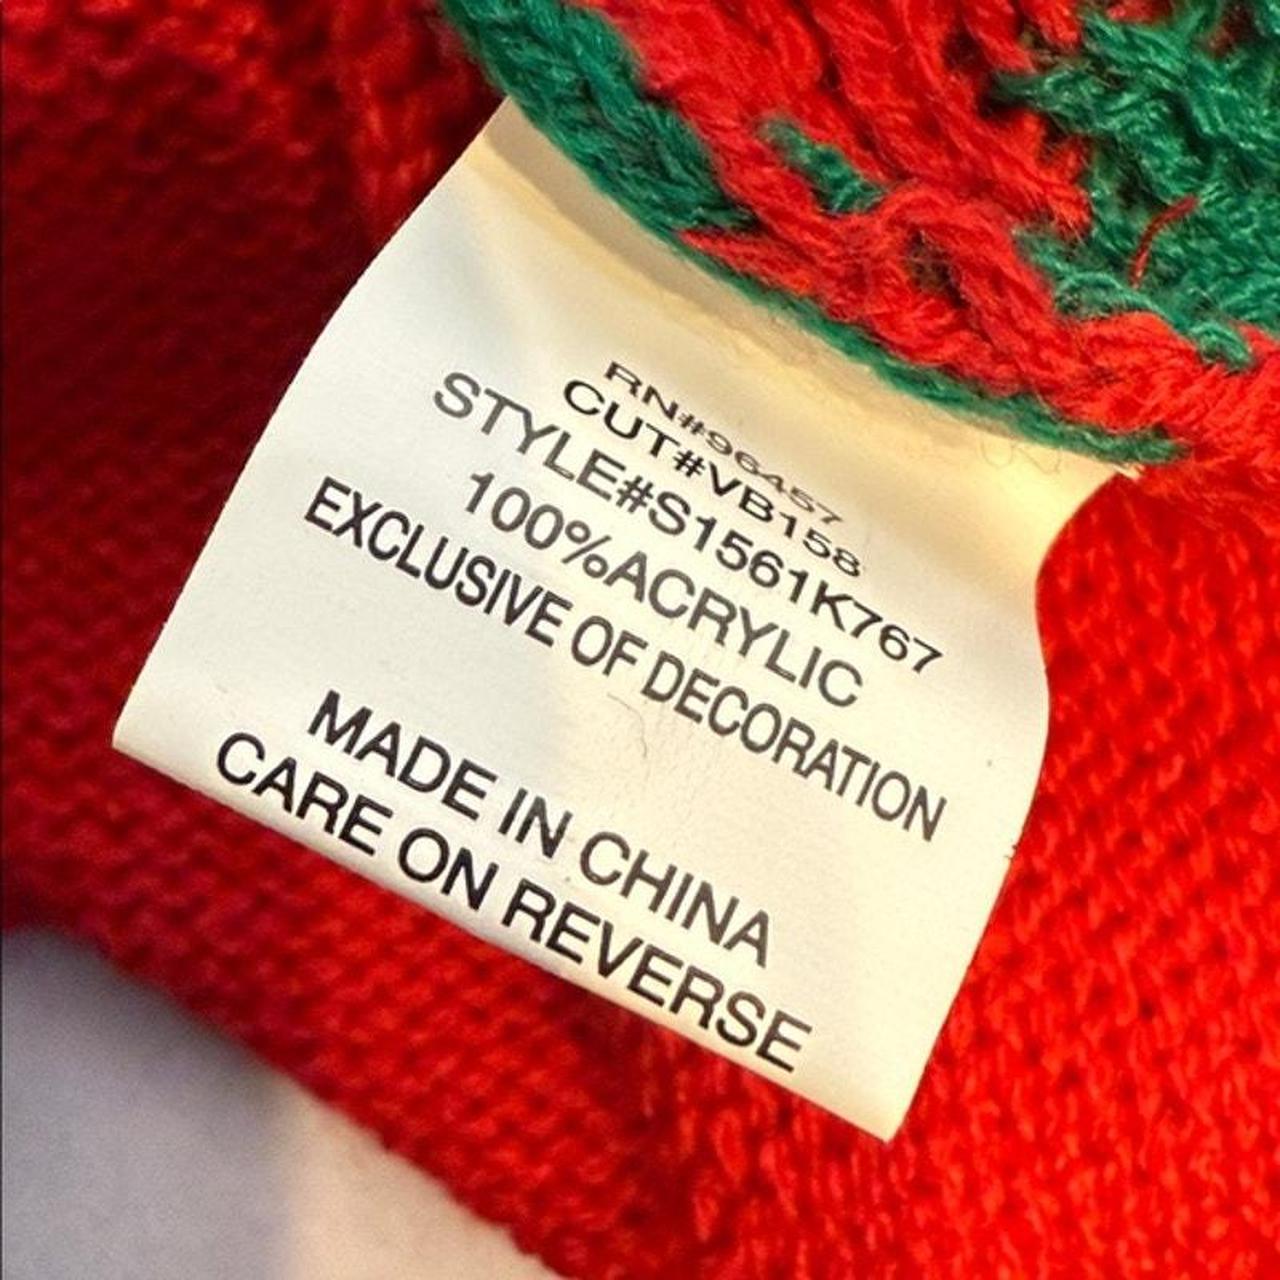 RN#96457
CUT#VB158
STYLE#S1561K767
100%ACRYLIC
EXCLUSIVE OF DECORATION
MADE IN CHINA
CARE ON REVERSE